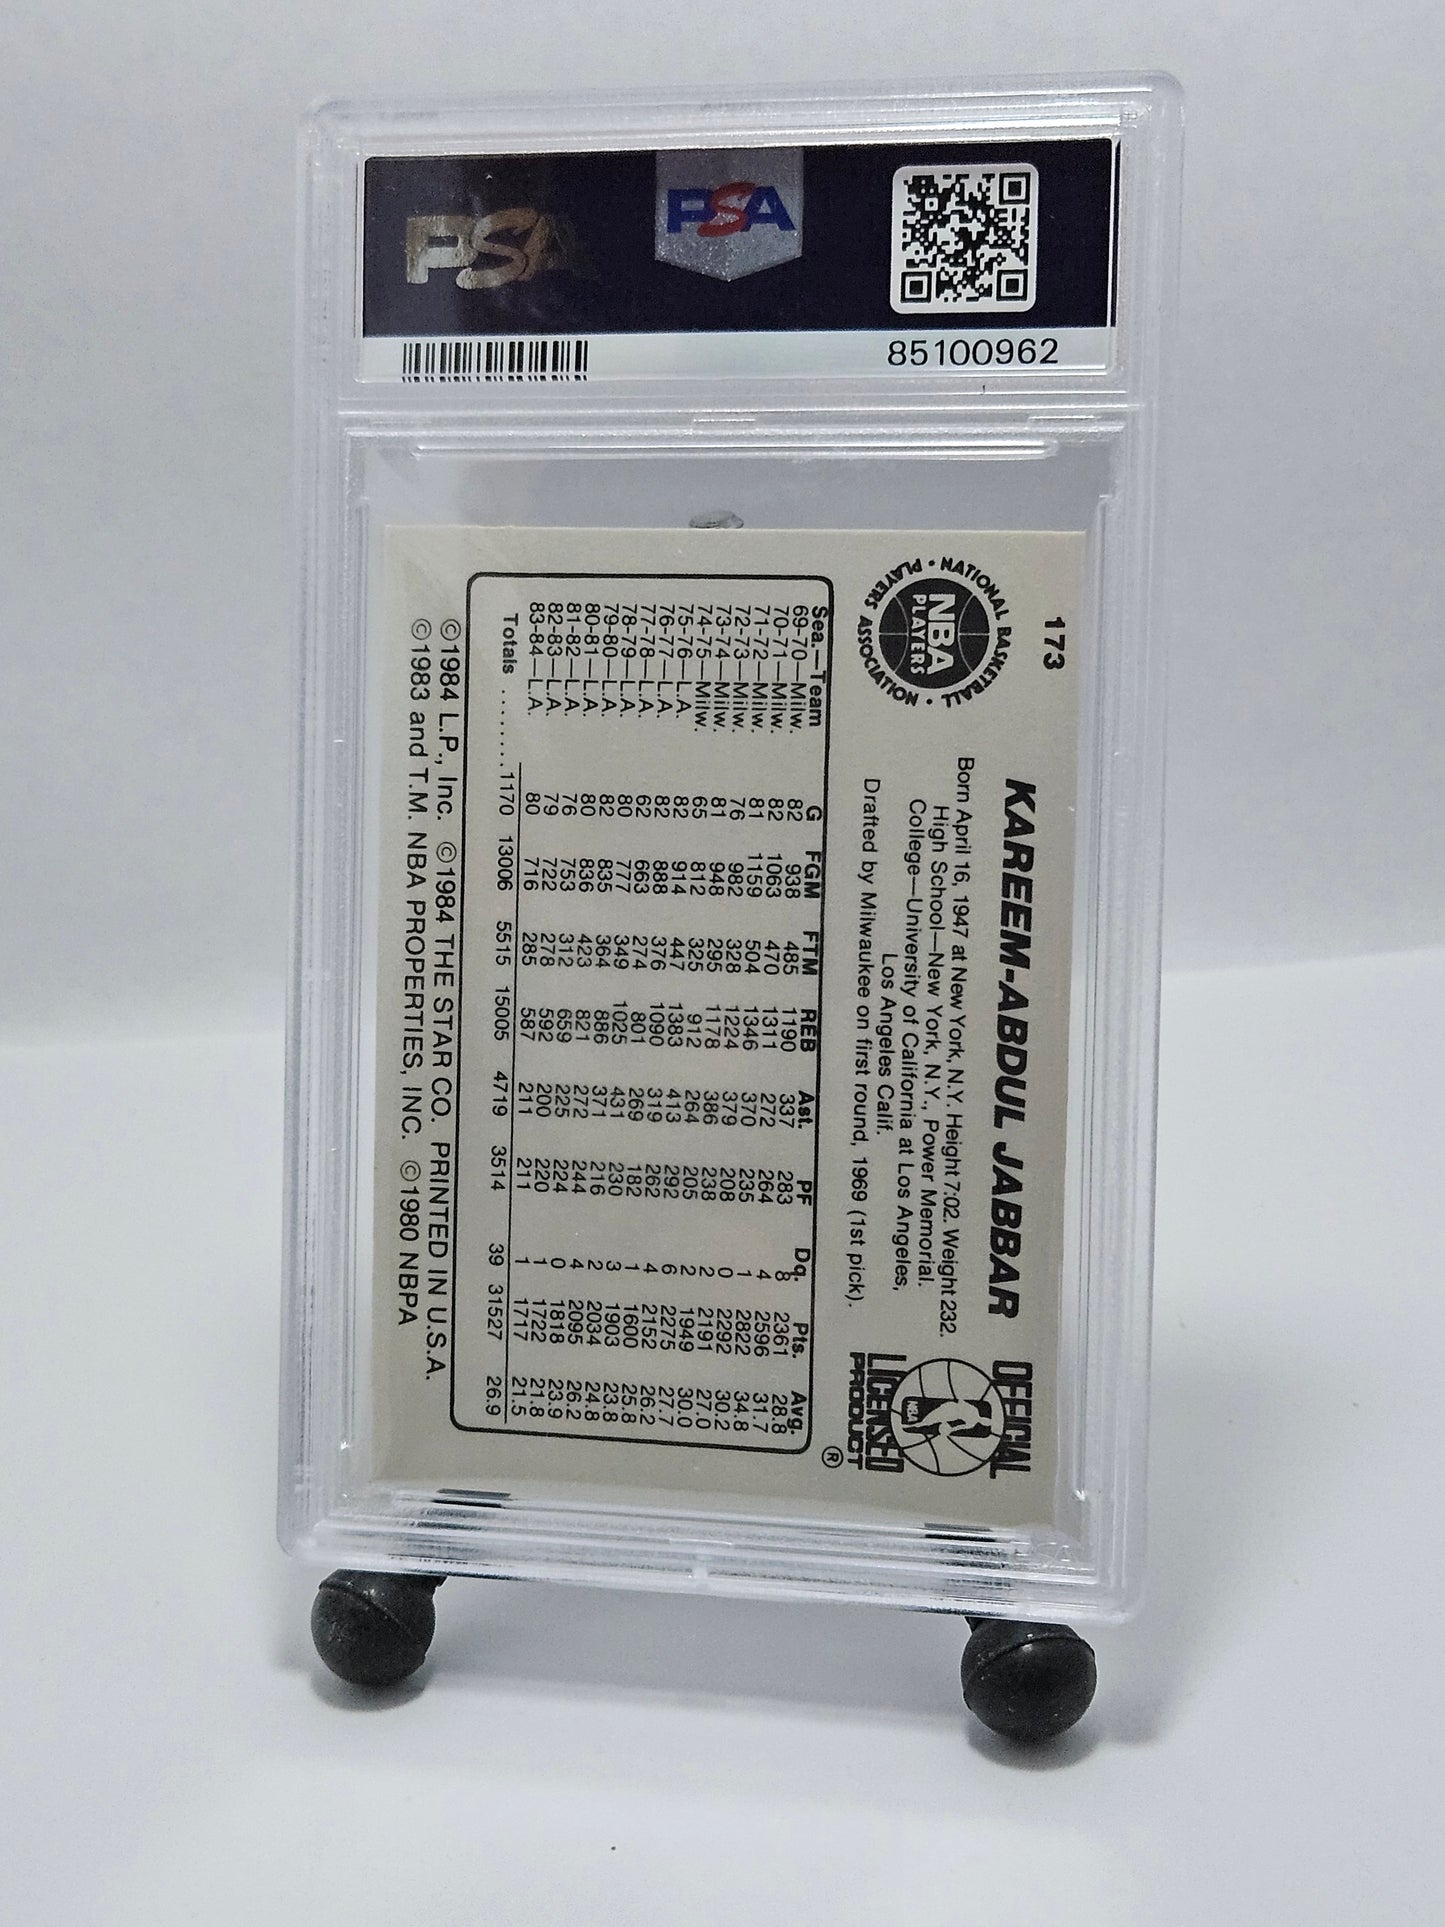 PSA
PSA
85100962
173
KAREEM-ABDUL JABBAR
NATIONAL BASKETBALL • PLAYERS ASSOCIATION •
NBA
PLAYERS
Born April 16, 1947 at New York, N.Y. Height 7:02. Weight 232.
High School—New York, N.Y., Power Memorial.
College—University of California at Los Angeles,
Los Angeles Calif.
Drafted by Milwaukee on first round, 1969 (1st pick).
OFFICIAL
NBA
LICENSED
PRODUCT
®
Sea.—Team G FGM FTM REB Ast. PF Dq. Pts. Avg.
69-70—Milw. 82 938 485 1190 337 283 8 2361 28.8
70-71—Milw. 82 1063 470 1311 272 264 4 2596 31.7
71-72—Milw. 81 1159 504 1346 370 235 1 2822 34.8
72-73—Milw. 76 982 328 1224 379 208 0 2292 30.2
73-74—Milw. 81 948 295 1178 386 238 2 2191 27.0
74-75—Milw. 65 812 325 912 264 205 2 1949 30.0
75-76—L.A. 82 914 447 1383 413 292 6 2275 27.7
76-77—L.A. 82 888 376 1090 319 262 4 2152 26.2
77-78—L.A. 62 663 274 801 269 182 1 1600 25.8
78-79—L.A. 80 777 349 1025 431 230 3 1903 23.8
79-80—L.A. 82 835 364 886 371 216 2 2034 24.8
80-81—L.A. 80 836 423 821 272 244 4 2095 26.2
81-82—L.A. 76 753 312 659 225 224 0 1818 23.9
82-83—L.A. 79 722 278 592 200 220 1 1722 21.8
83-84—L.A. 80 716 285 587 211 211 1 1717 21.5
Totals .......1170 13006 5515 15005 4719 3514 39 31527 26.9
©1984 L.P., Inc. ©1984 THE STAR CO. PRINTED IN U.S.A.
©1983 and T.M. NBA PROPERTIES, INC. ©1980 NBPA